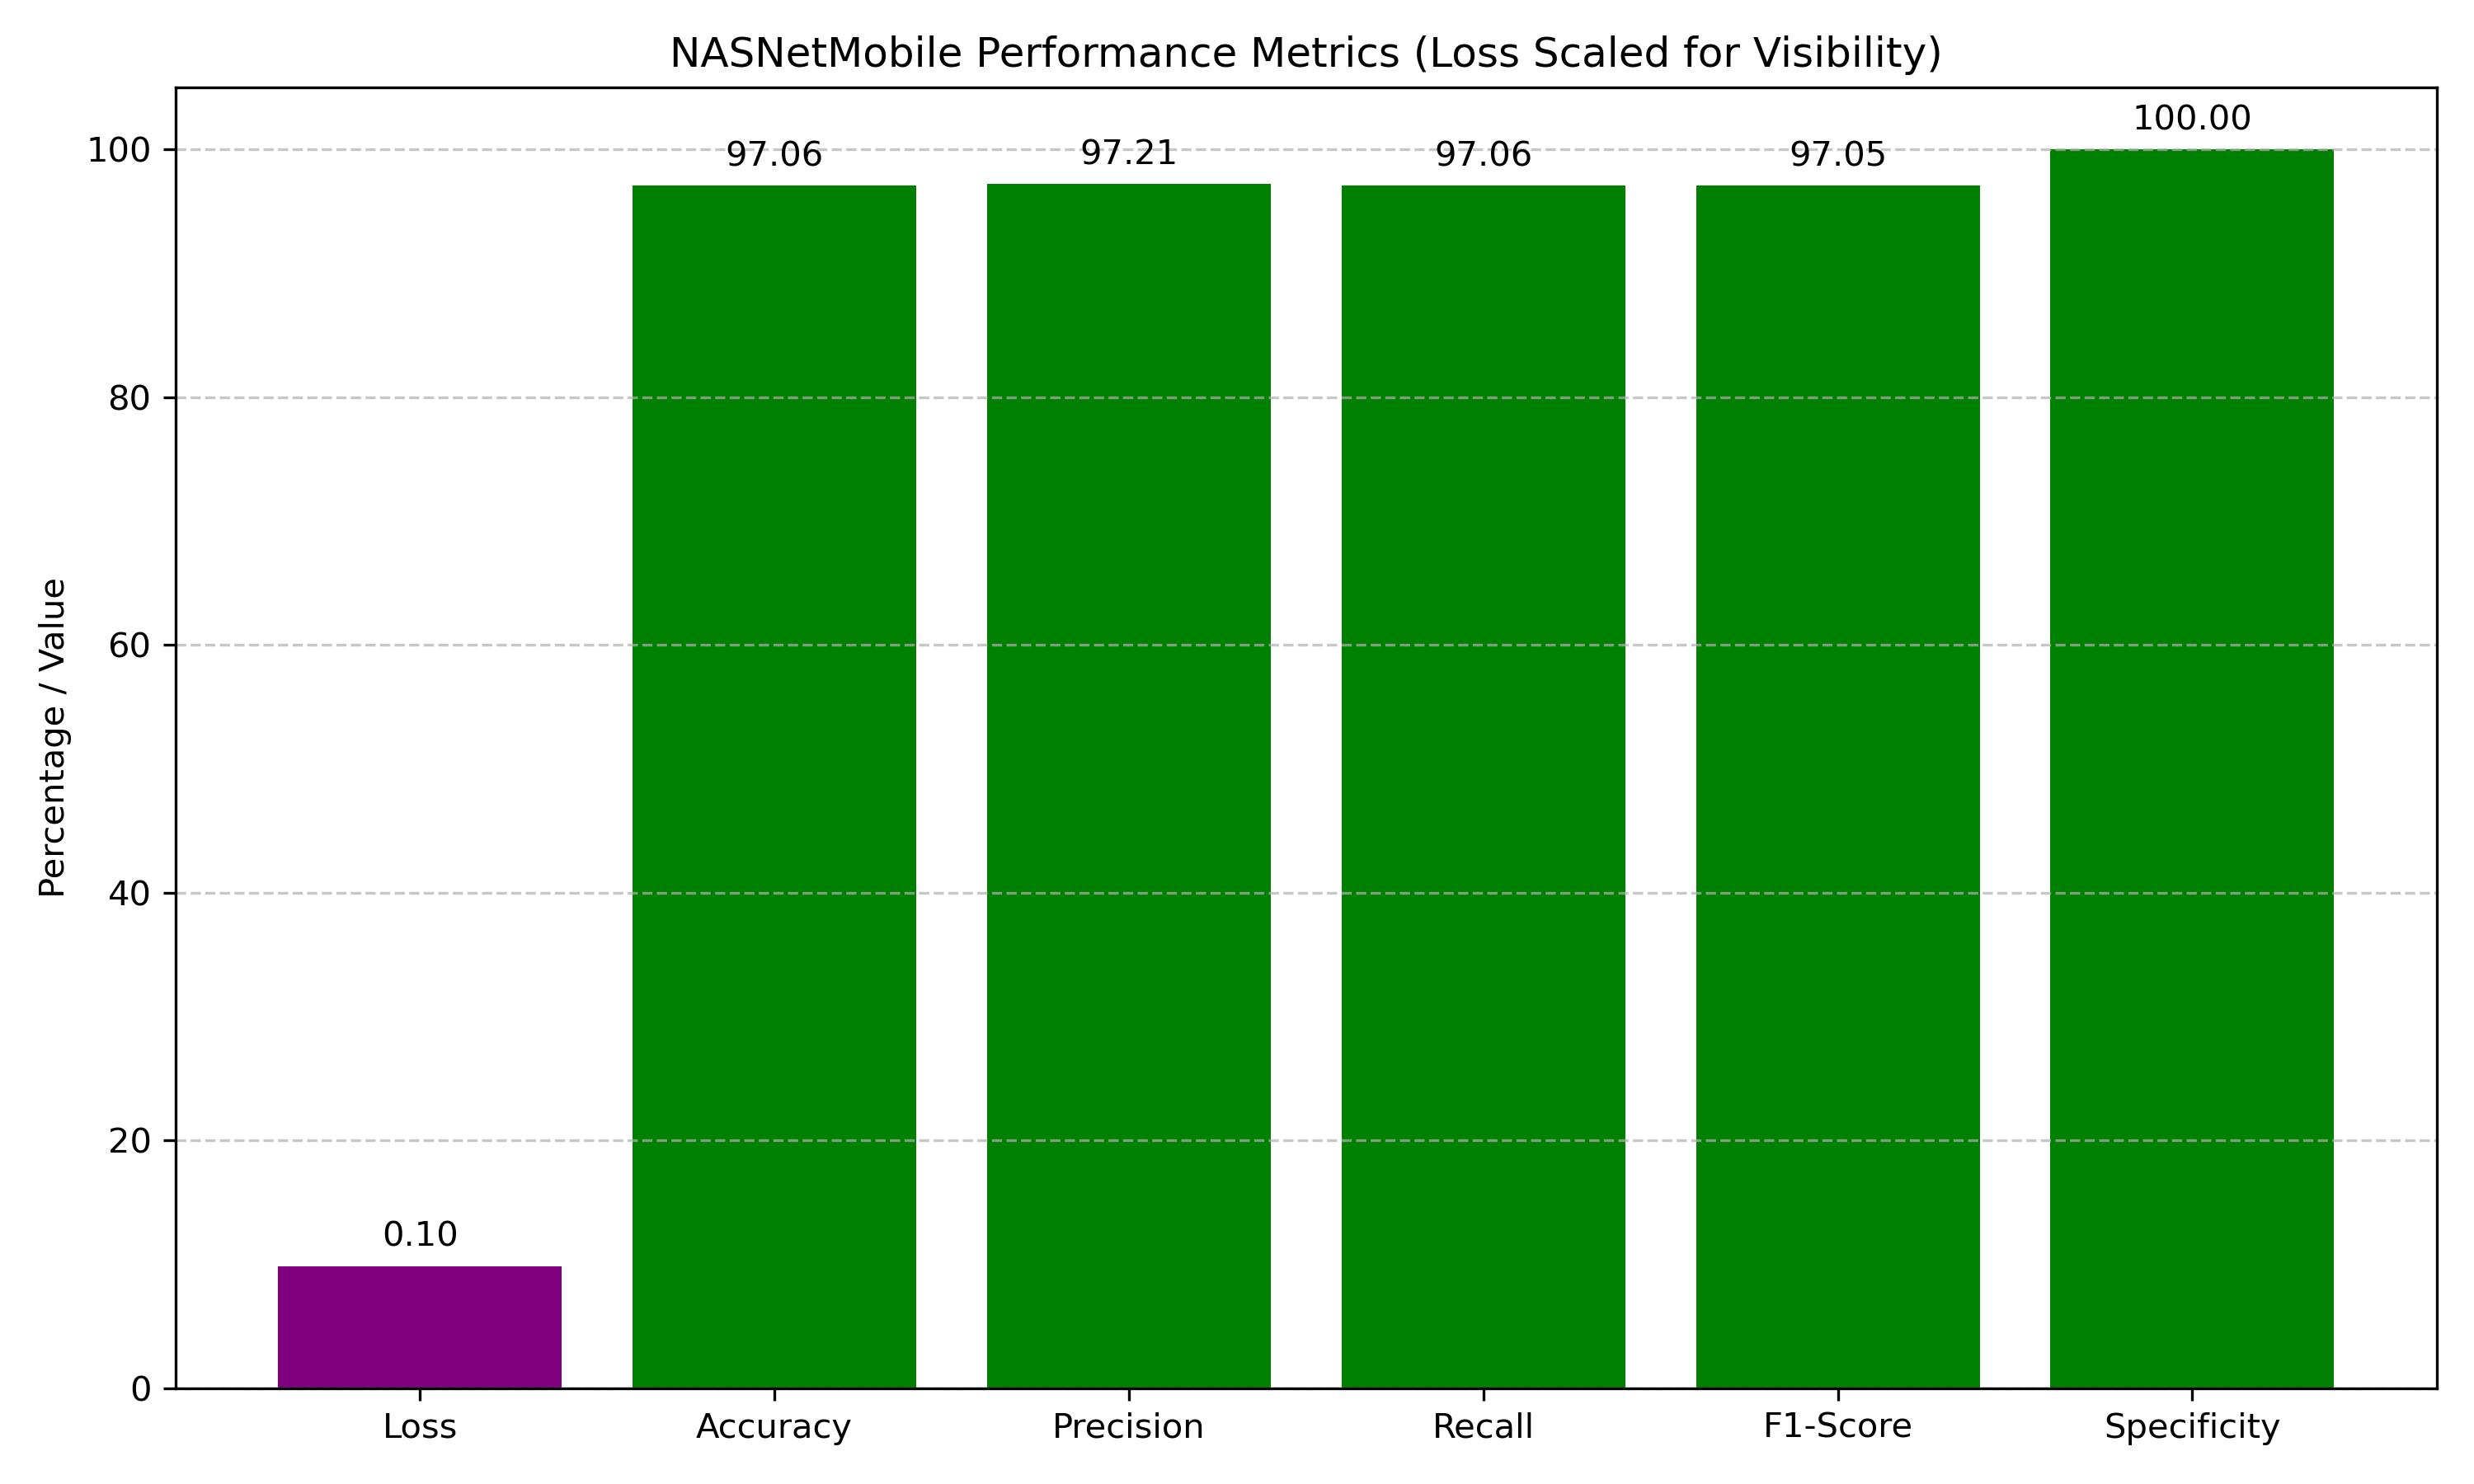 NASNetMobile Performance Metrics (Loss Scaled for Visibility)
Percentage / Value
100
80
60
40
20
0
0.10
97.06
97.21
97.06
97.05
100.00
Loss
Accuracy
Precision
Recall
F1-Score
Specificity